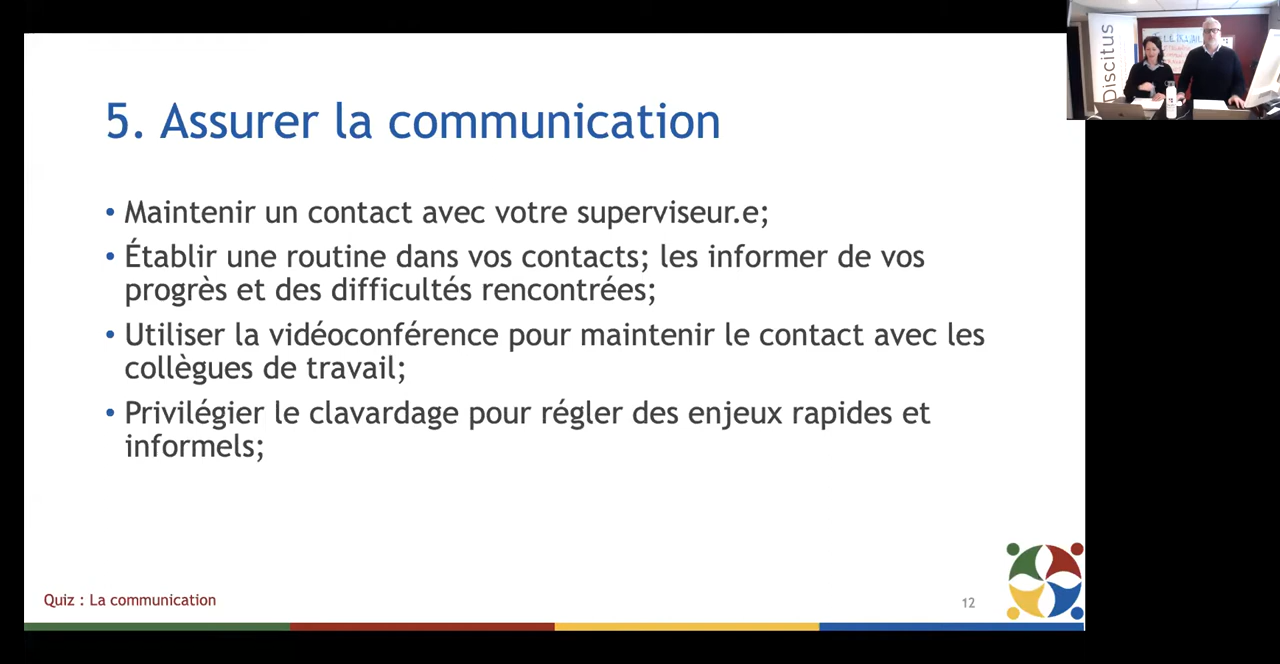 5. Assurer la communication
• Maintenir un contact avec votre superviseur.e;
• Établir une routine dans vos contacts; les informer de vos
progrès et des difficultés rencontrées;
• Utiliser la vidéoconférence pour maintenir le contact avec les
collègues de travail;
• Privilégier le clavardage pour régler des enjeux rapides et
informels;
Quiz : La communication
12
Discitus